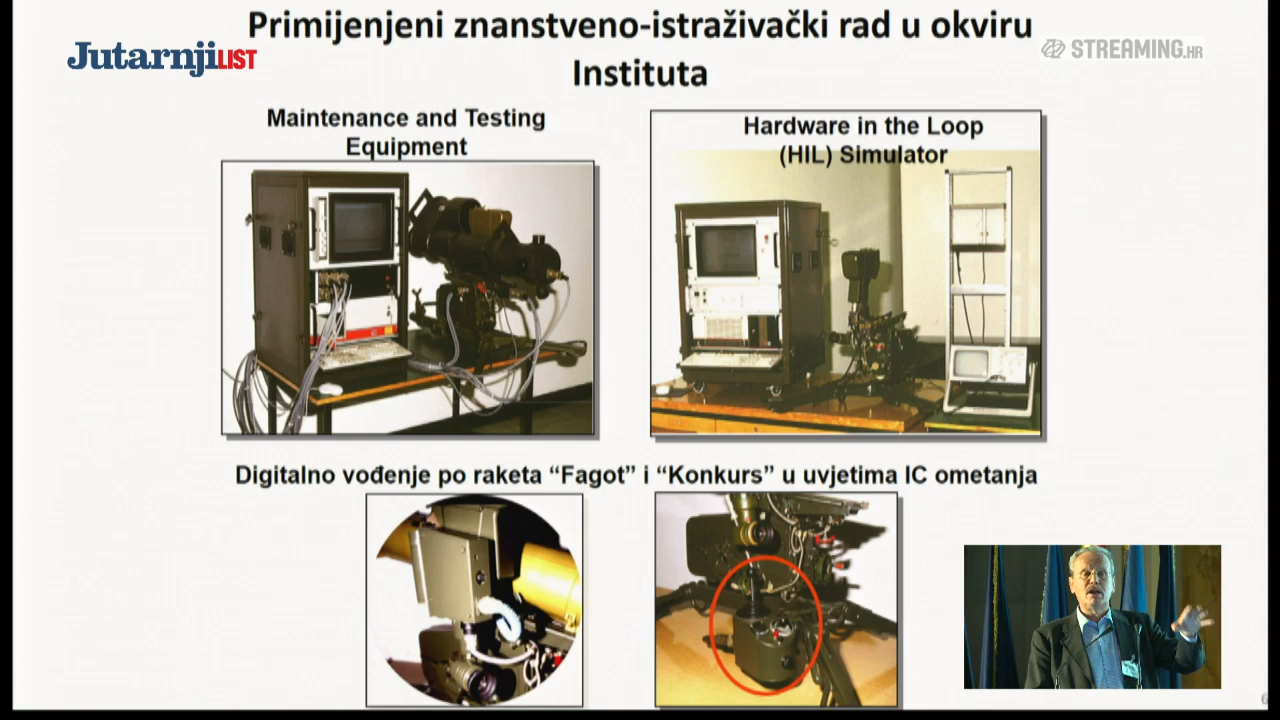 Primijenjeni znanstveno-istraživački rad u okviru
Instituta
Jutarnji LIST
STREAMING.HR
Maintenance and Testing
Equipment
Hardware in the Loop
(HIL) Simulator
Digitalno vođenje po raketa “Fagot” i “Konkurs” u uvjetima IC ometanja